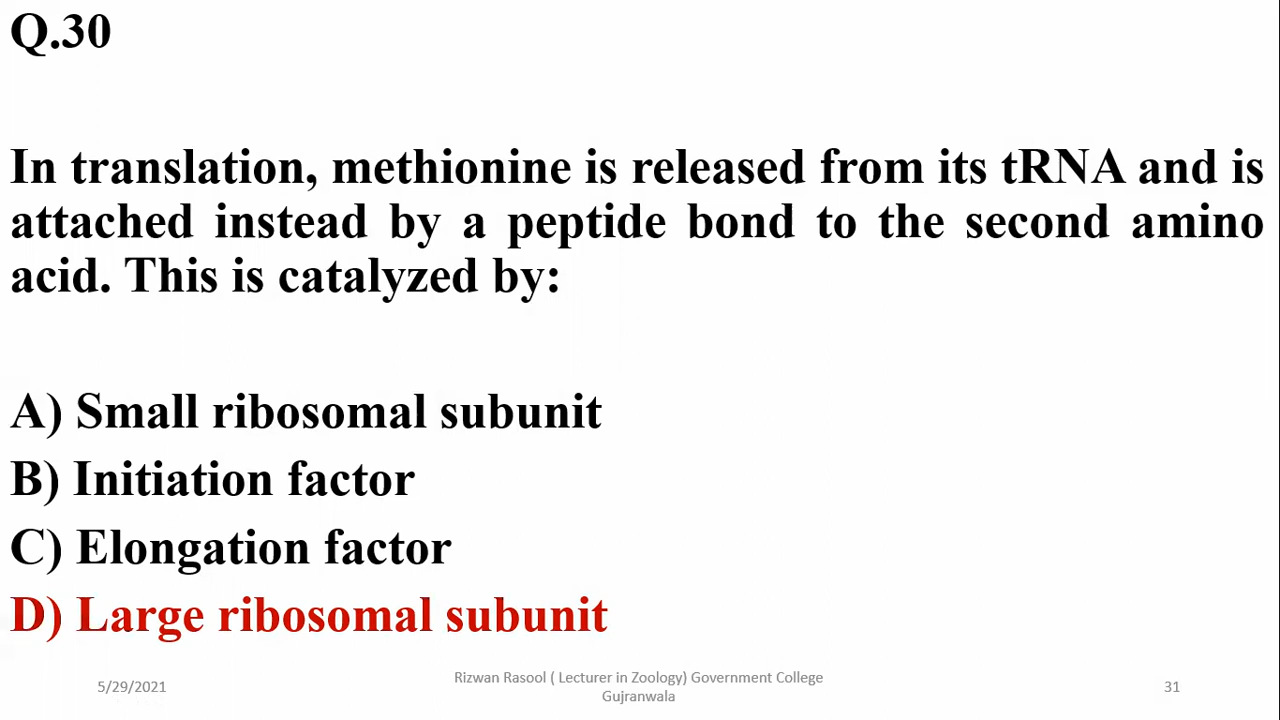 Q.30
In translation, methionine is released from its tRNA and is
attached instead by a peptide bond to the second amino
acid. This is catalyzed by:
A) Small ribosomal subunit
B) Initiation factor
C) Elongation factor
D) Large ribosomal subunit
5/29/2021
Rizwan Rasool ( Lecturer in Zoology) Government College
Gujranwala
31